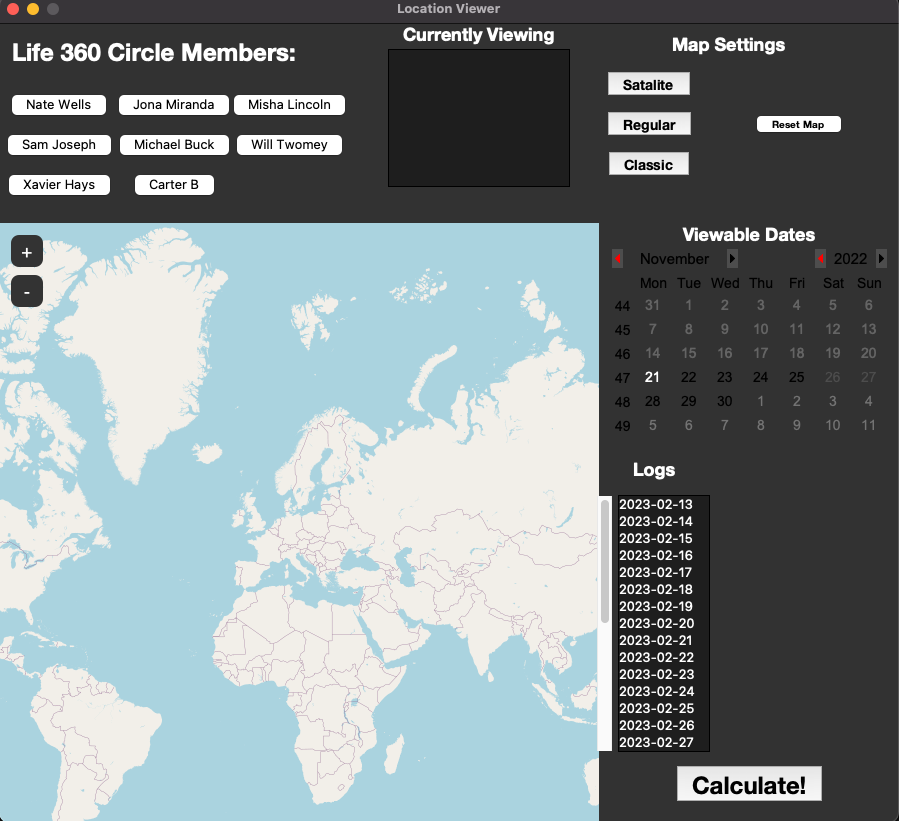 Location Viewer
Life 360 Circle Members:
Nate Wells Jona Miranda Misha Lincoln
Sam Joseph Michael Buck Will Twomey
Xavier Hays Carter B
Currently Viewing
Map Settings
Satalite
Regular
Classic
Reset Map
+
-
Viewable Dates
November 2022
Mon Tue Wed Thu Fri Sat Sun
44 31 1 2 3 4 5 6
45 7 8 9 10 11 12 13
46 14 15 16 17 18 19 20
47 21 22 23 24 25 26 27
48 28 29 30 1 2 3 4
49 5 6 7 8 9 10 11
Logs
2023-02-13
2023-02-14
2023-02-15
2023-02-16
2023-02-17
2023-02-18
2023-02-19
2023-02-20
2023-02-21
2023-02-22
2023-02-23
2023-02-24
2023-02-25
2023-02-26
2023-02-27
Calculate!